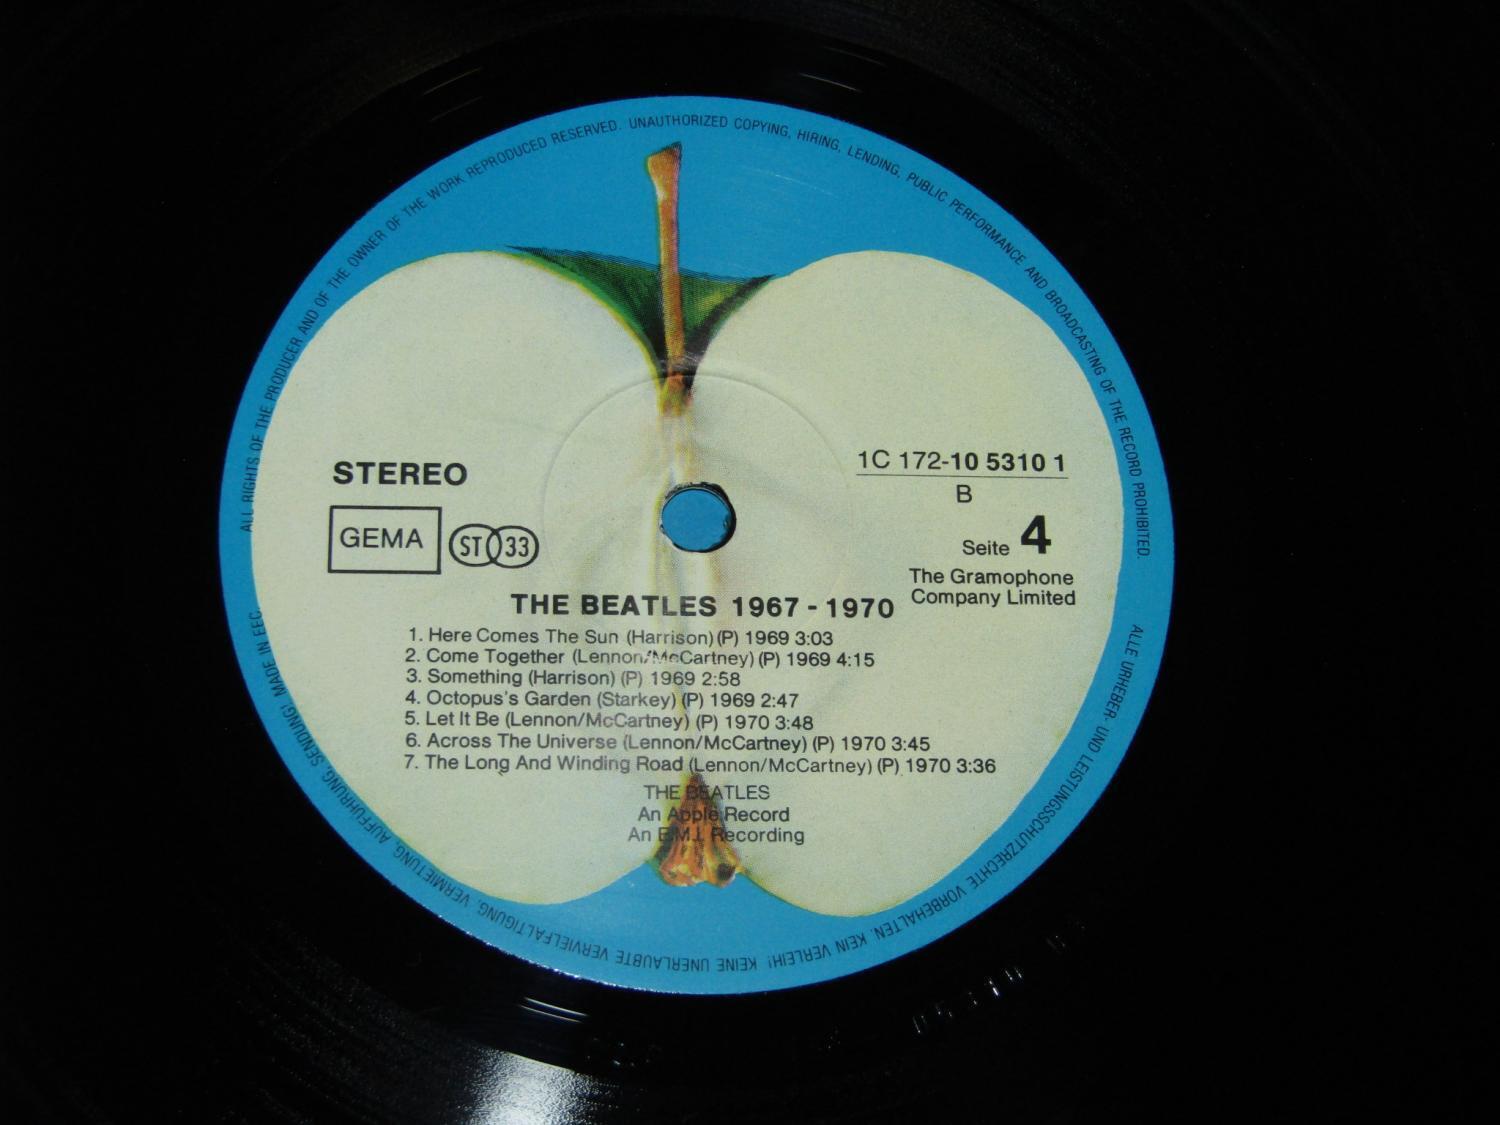 ALL RIGHTS OF THE PRODUCER AND OF THE OWNER OF THE WORK REPRODUCED RESERVED. UNAUTHORIZED COPYING, HIRING, LENDING, PUBLIC PERFORMANCE AND BROADCASTING OF THE RECORD PROHIBITED.
STEREO
GEMA
ST 33
1C 172-10 5310 1
B
Seite 4
The Gramophone
Company Limited
THE BEATLES 1967 - 1970
1. Here Comes The Sun (Harrison) (P) 1969 3:03
2. Come Together (Lennon/McCartney) (P) 1969 4:15
3. Something (Harrison) (P) 1969 2:58
4. Octopus's Garden (Starkey) (P) 1969 2:47
5. Let It Be (Lennon/McCartney) (P) 1970 3:48
6. Across The Universe (Lennon/McCartney) (P) 1970 3:45
7. The Long And Winding Road (Lennon/McCartney) (P) 1970 3:36
THE BEATLES
An Apple Record
An E.M.I. Recording
ALLE URHEBER- UND LEISTUNGSSCHUTZRECHTE VORBEHALTEN. KEIN VERLEIH! KEINE UNERLAUBTE VERVIELFÄLTIGUNG, VERMIETUNG, AUFFÜHRUNG, SENDUNG! MADE IN EEC